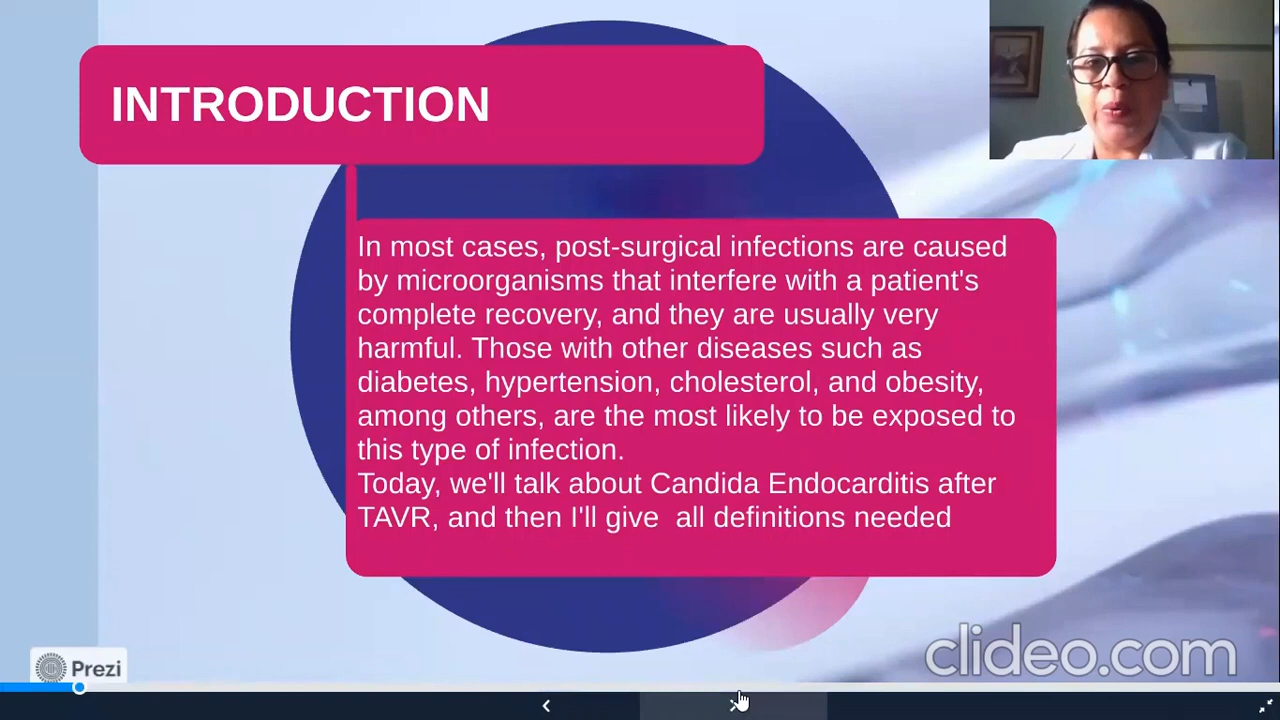 INTRODUCTION
In most cases, post-surgical infections are caused
by microorganisms that interfere with a patient's
complete recovery, and they are usually very
harmful. Those with other diseases such as
diabetes, hypertension, cholesterol, and obesity,
among others, are the most likely to be exposed to
this type of infection.
Today, we'll talk about Candida Endocarditis after
TAVR, and then I'll give  all definitions needed
Prezi
clideo.com